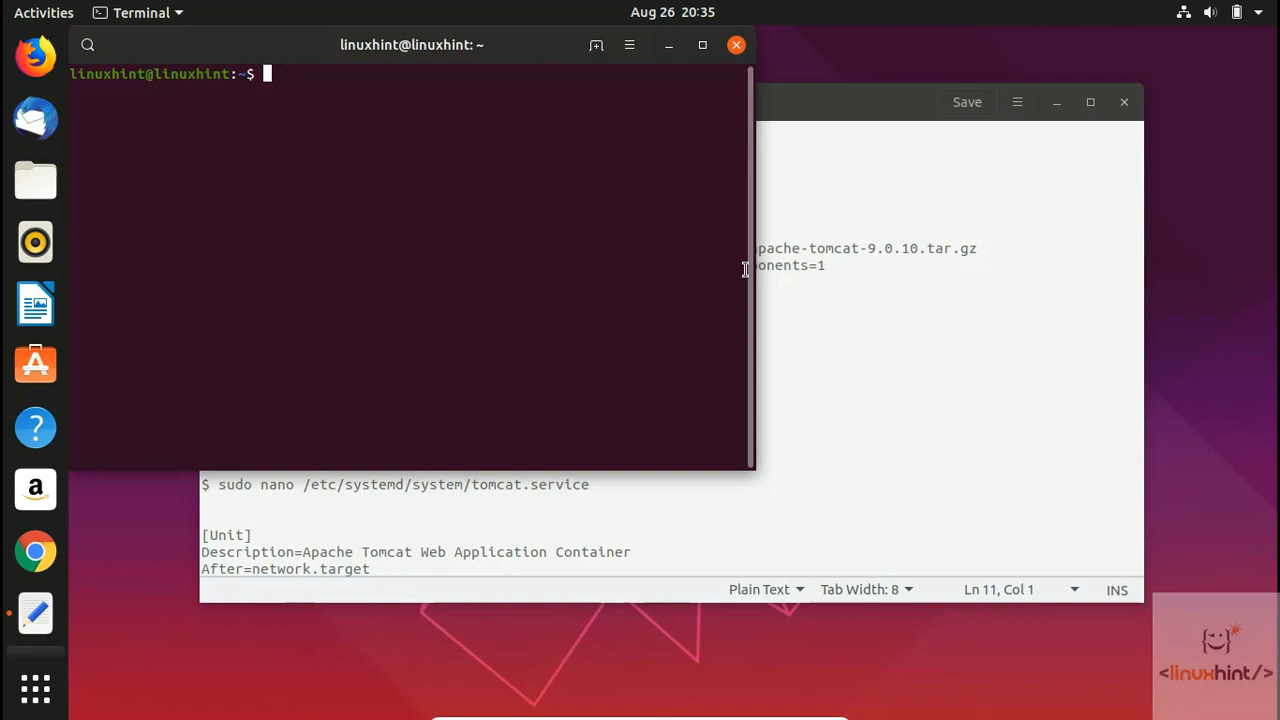 Activities Terminal Aug 26 20:35
linuxhint@linuxhint: ~
linuxhint@linuxhint:~$
Save
apache-tomcat-9.0.10.tar.gz
ponents=1
$ sudo nano /etc/systemd/system/tomcat.service
[Unit]
Description=Apache Tomcat Web Application Container
After=network.target
Plain Text Tab Width: 8 Ln 11, Col 1 INS
<linuxhint/>